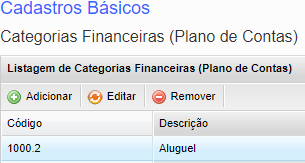 Cadastros Básicos
Categorias Financeiras (Plano de Contas)
Listagem de Categorias Financeiras (Plano de Contas)
Adicionar Editar Remover
Código Descrição
1000.2 Aluguel